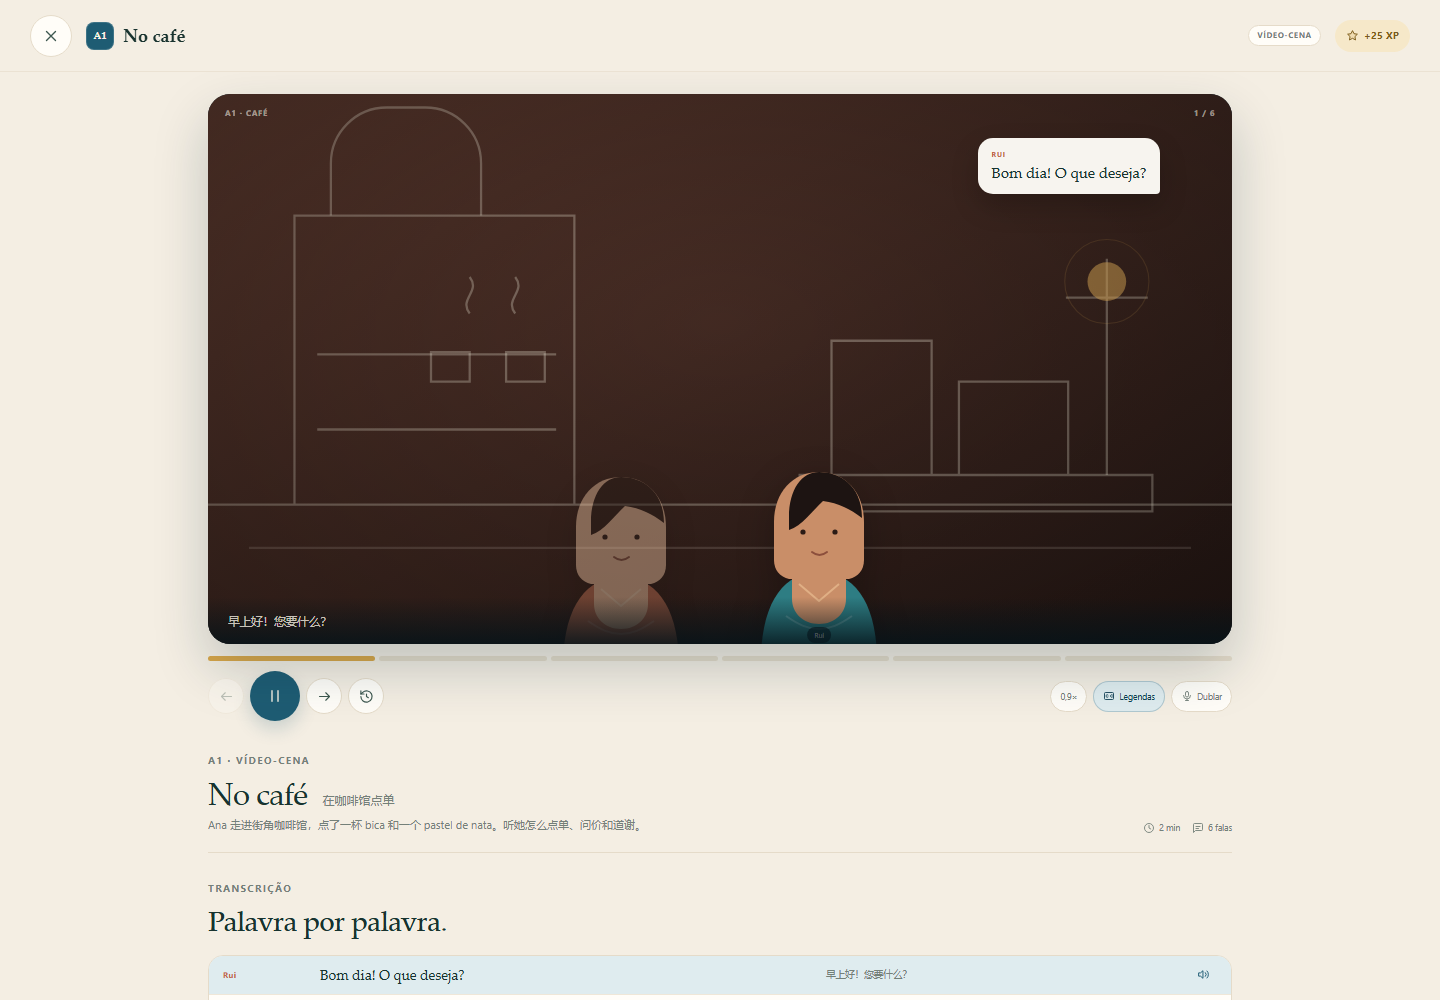 A1 No café
VÍDEO-CENA
+25 XP
A1 · CAFÉ
1 / 6
RUI
Bom dia! O que deseja?
早上好！您要什么？
Rui
0,9×
Legendas
Dublar
A1 · VÍDEO-CENA
No café 在咖啡馆点单
Ana 走进街角咖啡馆，点了一杯 bica 和一个 pastel de nata。听她怎么点单、问价和道谢。
2 min
6 falas
TRANSCRIÇÃO
Palavra por palavra.
Rui Bom dia! O que deseja? 早上好！您要什么？